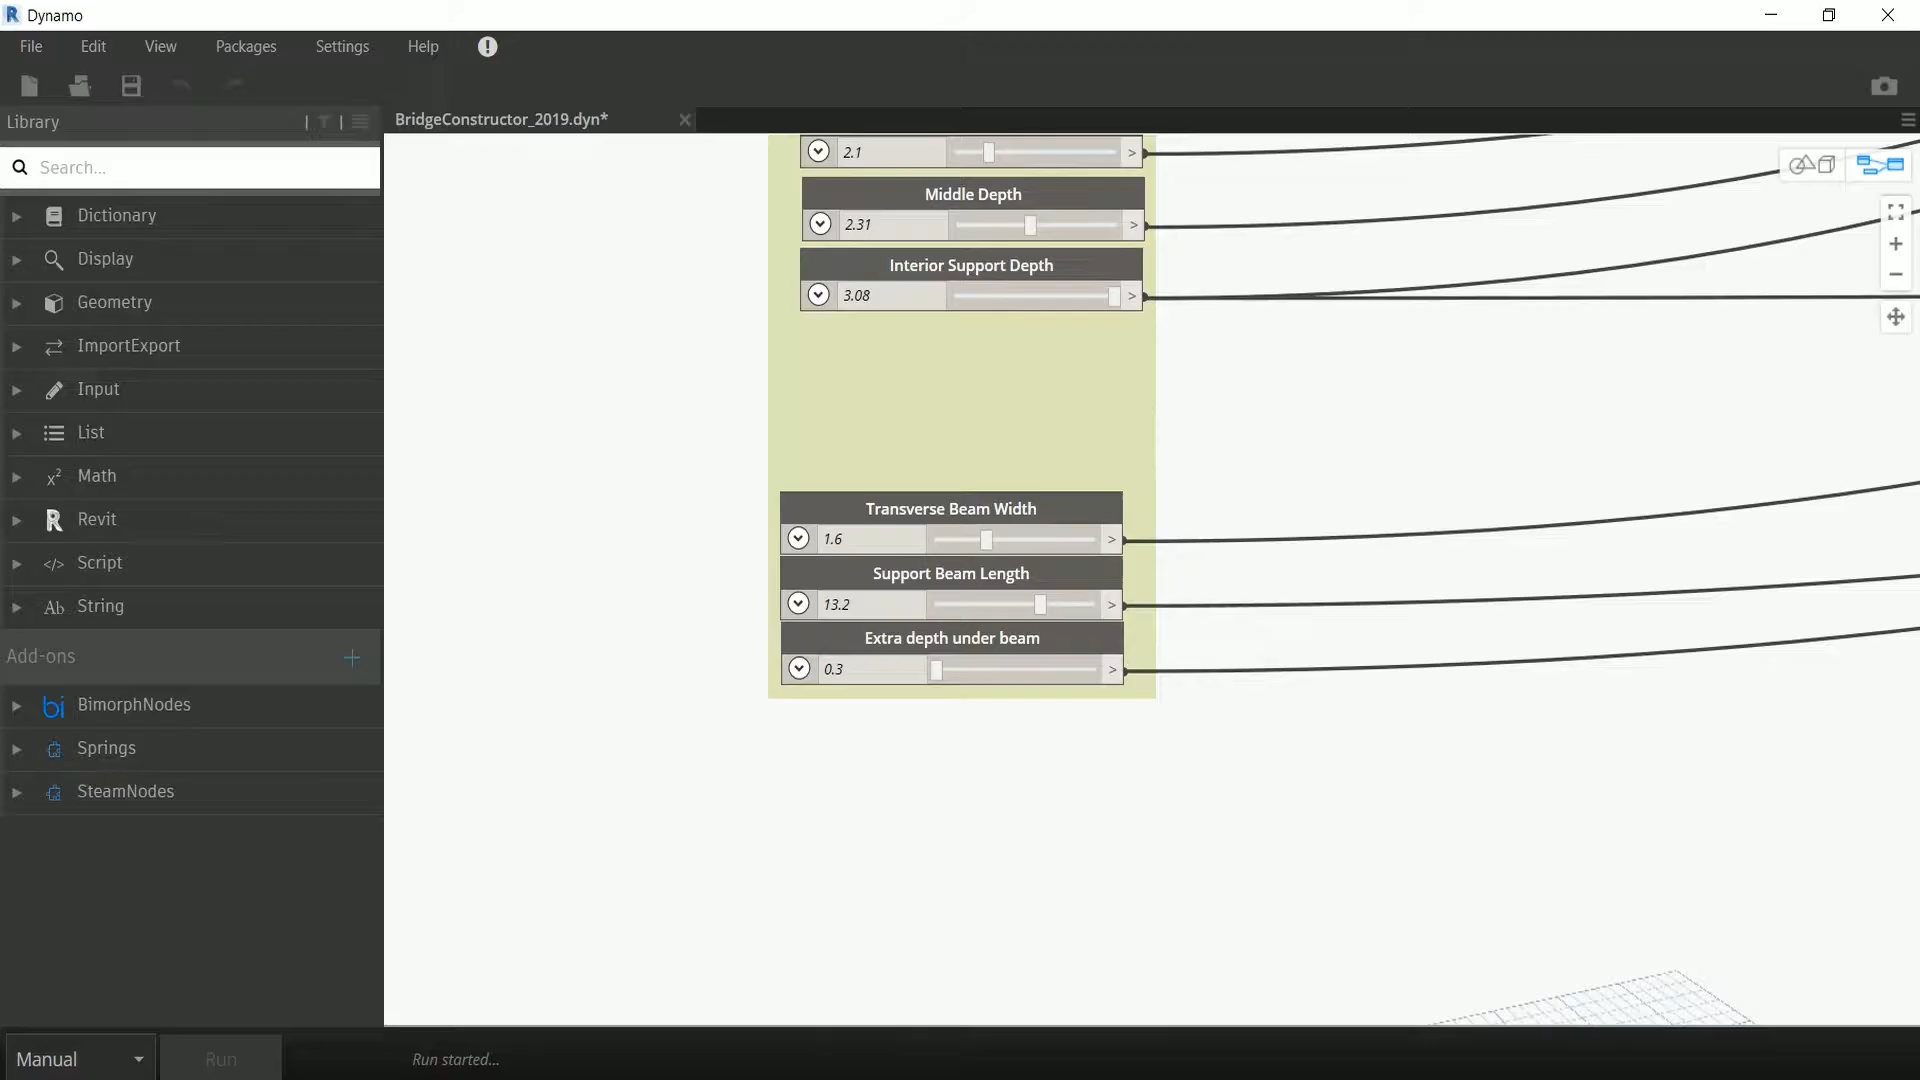 Dynamo
File Edit View Packages Settings Help
Library
BridgeConstructor_2019.dyn*
Search...
Dictionary
Display
Geometry
ImportExport
Input
List
Math
Revit
Script
String
Add-ons
BimorphNodes
Springs
SteamNodes
2.1 >
Middle Depth
2.31 >
Interior Support Depth
3.08 >
Transverse Beam Width
1.6 >
Support Beam Length
13.2 >
Extra depth under beam
0.3 >
Manual Run Run started...